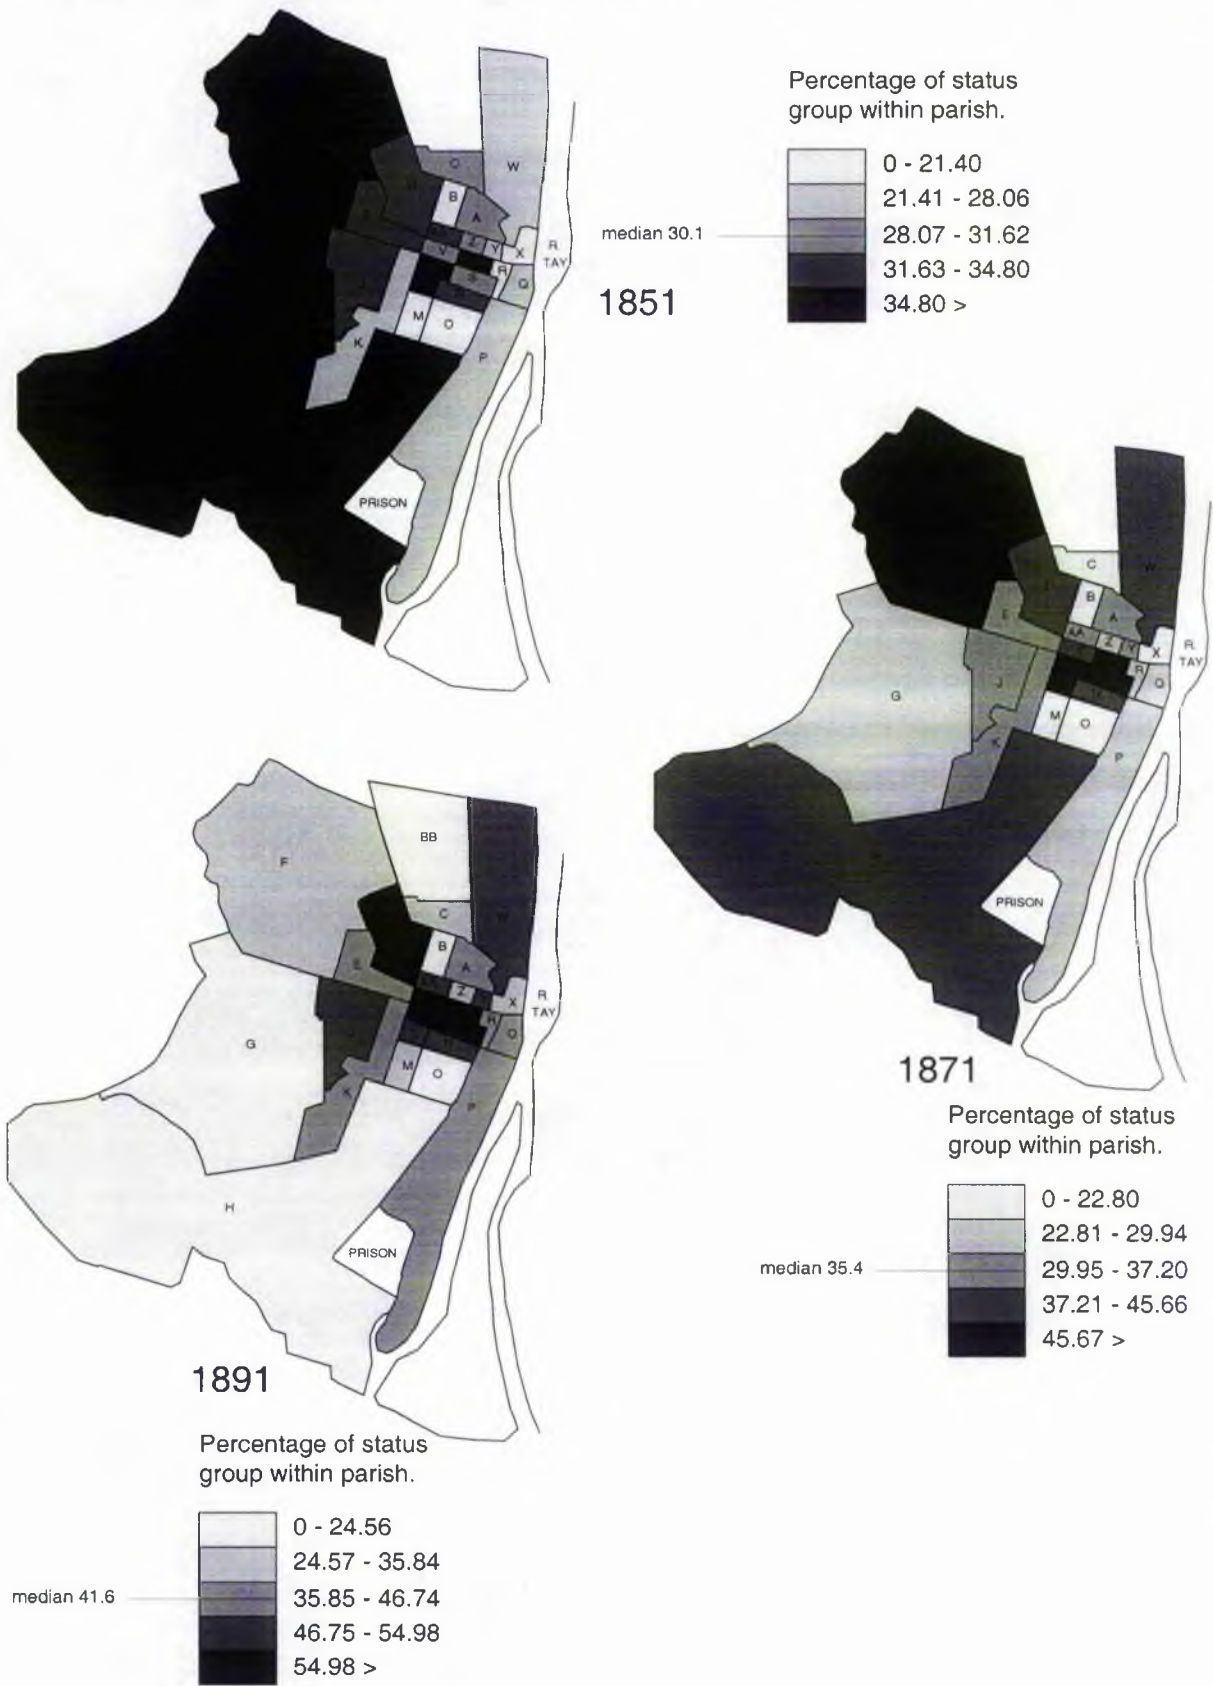 Percentage of status
group within parish.
0 - 21.40
21.41 - 28.06
median 30.1
28.07 - 31.62
31.63 - 34.80
34.80 >
1851
W
C
B
A
Z
Y
X
R.
TAY
V
R
S
Q
J
M
O
K
P
PRISON
1871
C
W
B
A
E
AA
Z
Y
X
R.
TAY
R
Q
J
G
M
O
K
P
PRISON
Percentage of status
group within parish.
0 - 22.80
22.81 - 29.94
median 35.4
29.95 - 37.20
37.21 - 45.66
45.67 >
BB
F
C
W
B
A
E
Z
X
R.
TAY
R
Q
G
M
O
K
P
H
PRISON
1891
Percentage of status
group within parish.
0 - 24.56
24.57 - 35.84
median 41.6
35.85 - 46.74
46.75 - 54.98
54.98 >